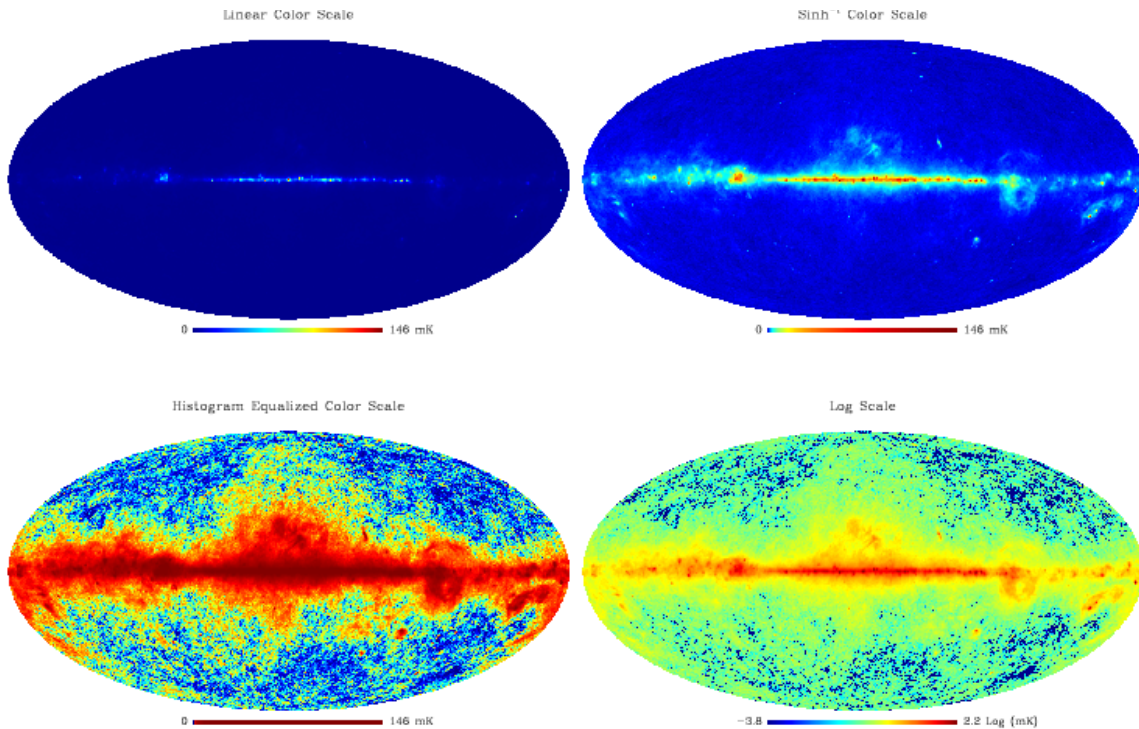 Linear Color Scale
Sinh⁻¹ Color Scale
0 146 mK
0 146 mK
Histogram Equalized Color Scale
Log Scale
0 146 mK
-3.8 2.2 Log (mK)